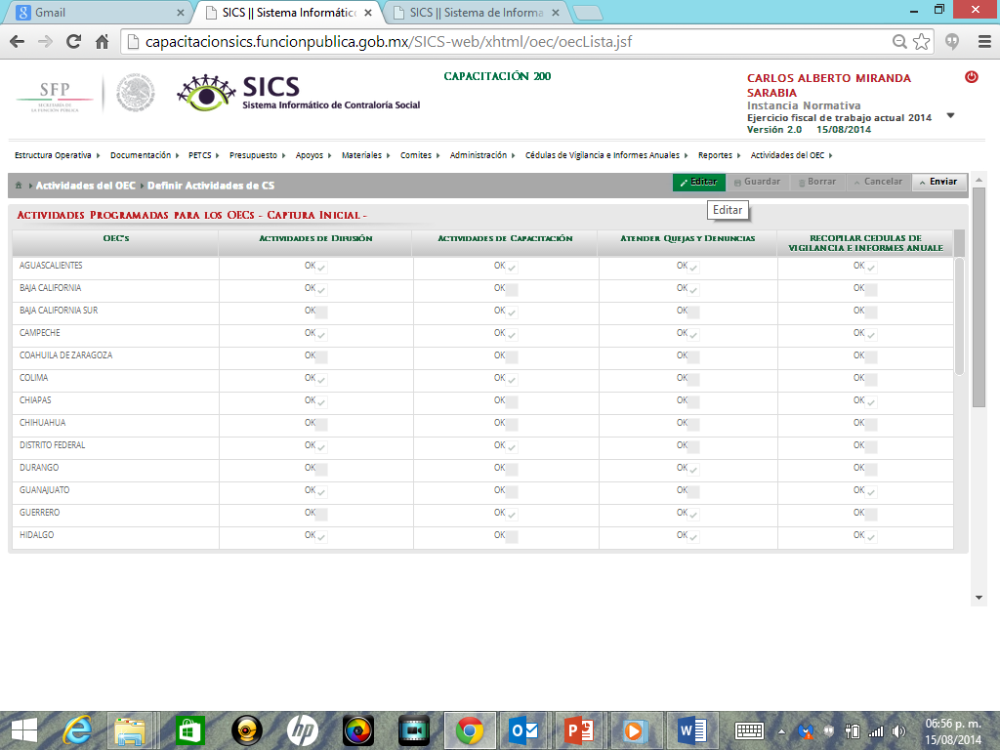 Gmail
SICS || Sistema Informátic
SICS || Sistema de Informa
capacitacionsics.funcionpublica.gob.mx/SICS-web/xhtml/oec/oecLista.jsf
SFP
SECRETARÍA DE
LA FUNCIÓN PÚBLICA
SICS
Sistema Informático de Contraloría Social
CAPACITACIÓN 200
CARLOS ALBERTO MIRANDA
SARABIA
Instancia Normativa
Ejercicio fiscal de trabajo actual 2014
Versión 2.0 15/08/2014
Estructura Operativa Documentación PETCS Presupuesto Apoyos Materiales Comites Administración Cédulas de Vigilancia e Informes Anuales Reportes Actividades del OEC
Actividades del OEC Definir Actividades de CS
Editar Guardar Borrar Cancelar Enviar
Editar
Actividades Programadas para los OECs - Captura Inicial -
OEC's Actividades de Difusión Actividades de Capacitación Atender Quejas y Denuncias RECOPILAR CEDULAS DE
VIGILANCIA E INFORMES ANUALE
AGUASCALIENTES OK OK OK OK
BAJA CALIFORNIA OK OK OK OK
BAJA CALIFORNIA SUR OK OK OK OK
CAMPECHE OK OK OK OK
COAHUILA DE ZARAGOZA OK OK OK OK
COLIMA OK OK OK OK
CHIAPAS OK OK OK OK
CHIHUAHUA OK OK OK OK
DISTRITO FEDERAL OK OK OK OK
DURANGO OK OK OK OK
GUANAJUATO OK OK OK OK
GUERRERO OK OK OK OK
HIDALGO OK OK OK OK
06:56 p. m.
15/08/2014